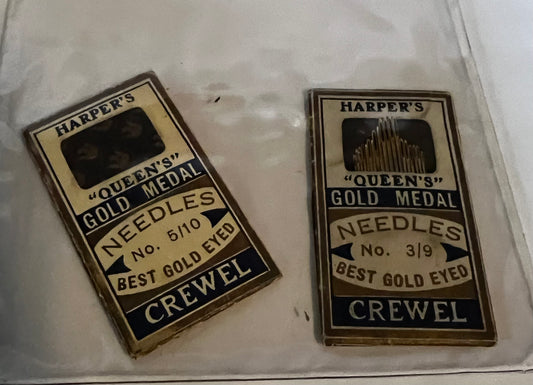 HARPER'S
"QUEEN'S"
GOLD MEDAL
NEEDLES
No. 5/10
BEST GOLD EYED
CREWEL
HARPER'S
"QUEEN'S"
GOLD MEDAL
NEEDLES
No. 3/9
BEST GOLD EYED
CREWEL